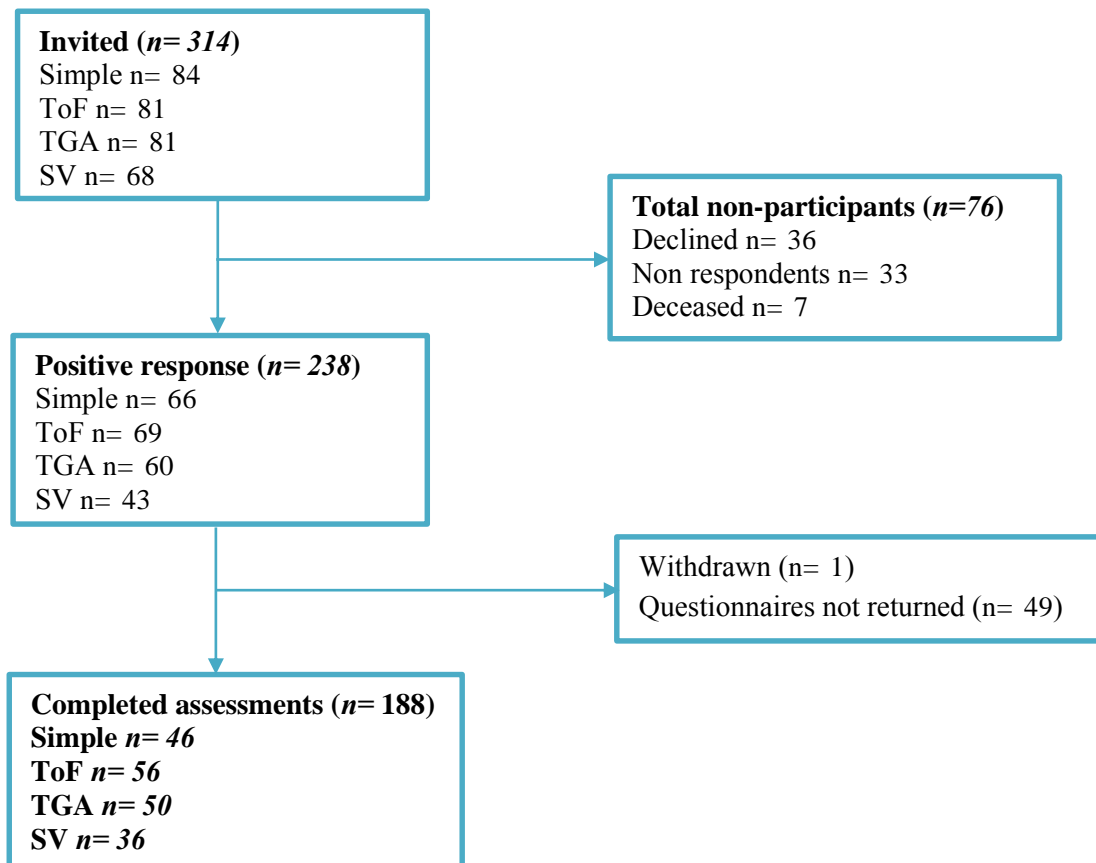 Invited (n= 314)
Simple n= 84
ToF n= 81
TGA n= 81
SV n= 68
Total non-participants (n=76)
Declined n= 36
Non respondents n= 33
Deceased n= 7
Positive response (n= 238)
Simple n= 66
ToF n= 69
TGA n= 60
SV n= 43
Withdrawn (n= 1)
Questionnaires not returned (n= 49)
Completed assessments (n= 188)
Simple n= 46
ToF n= 56
TGA n= 50
SV n= 36